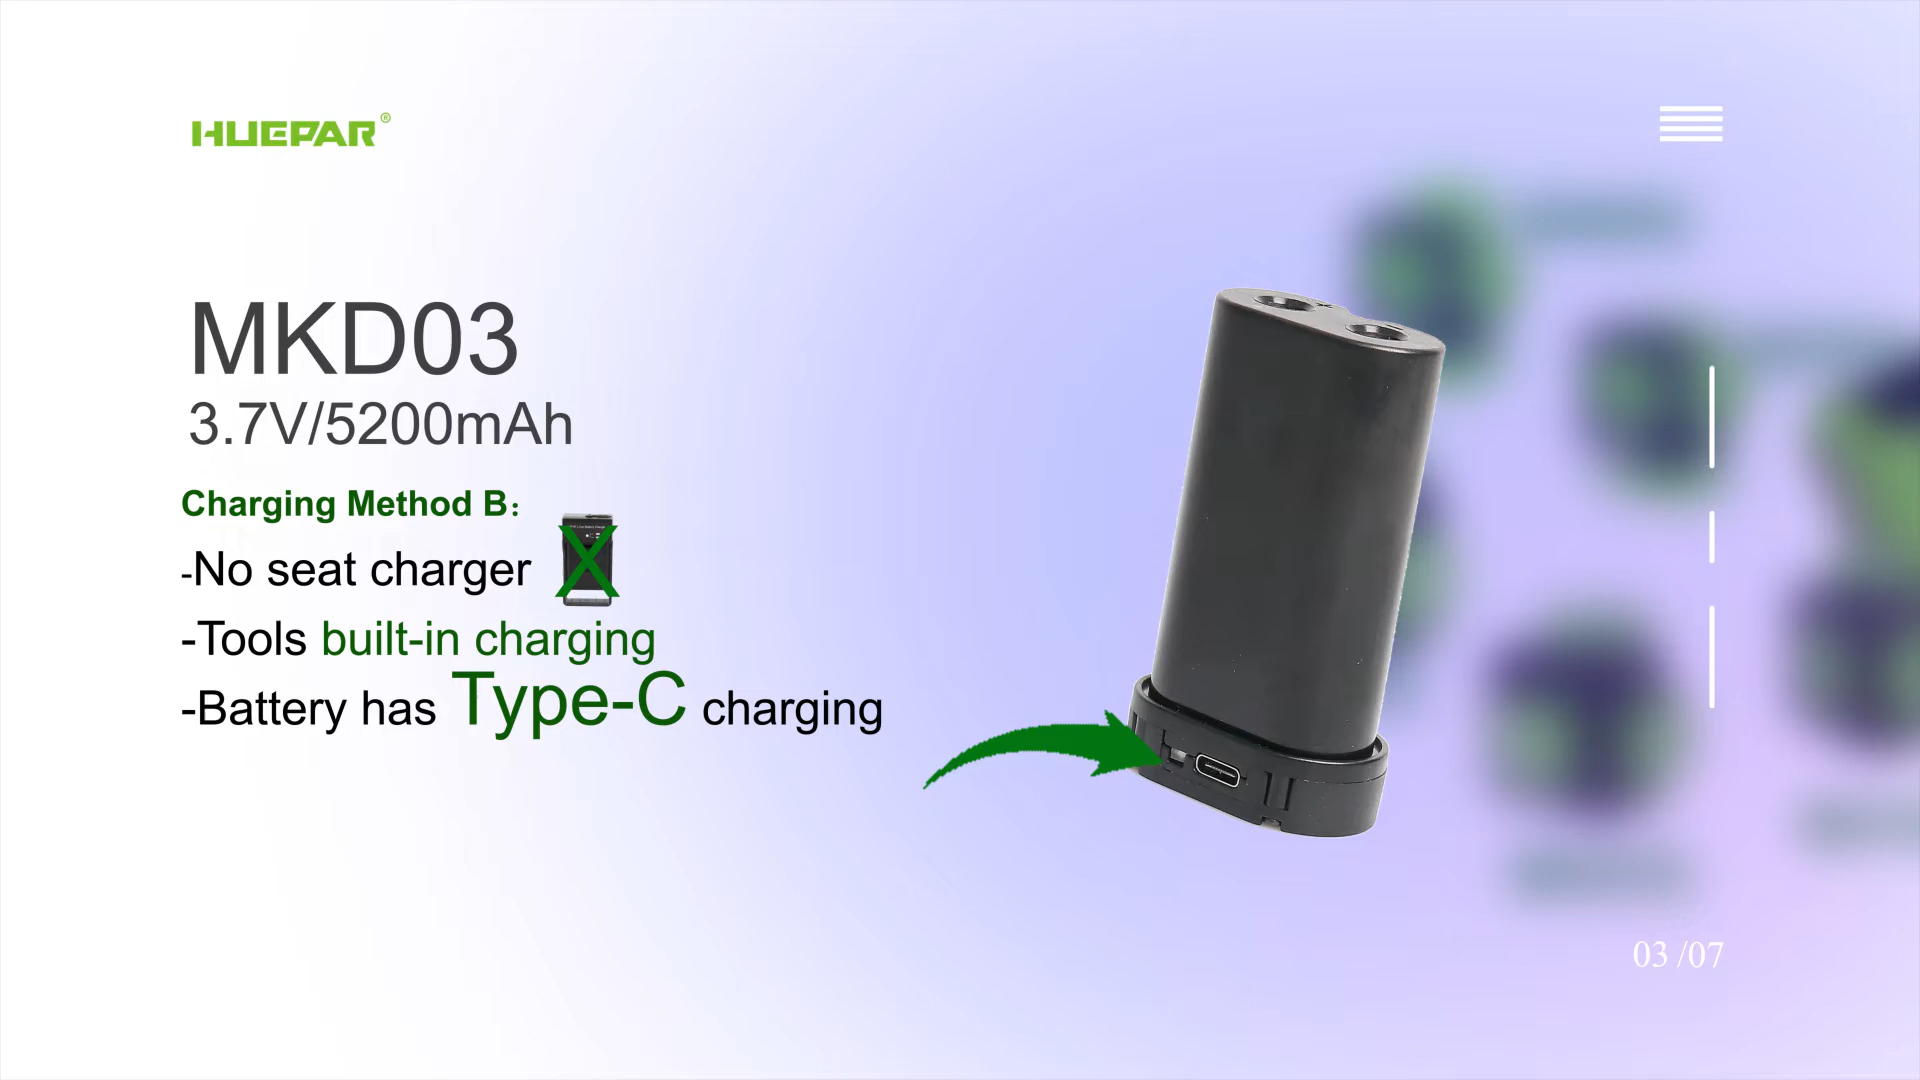 HUEPAR®
MKD03
3.7V/5200mAh
Charging Method B：
-No seat charger
-Tools built-in charging
-Battery has Type-C charging
03 /07